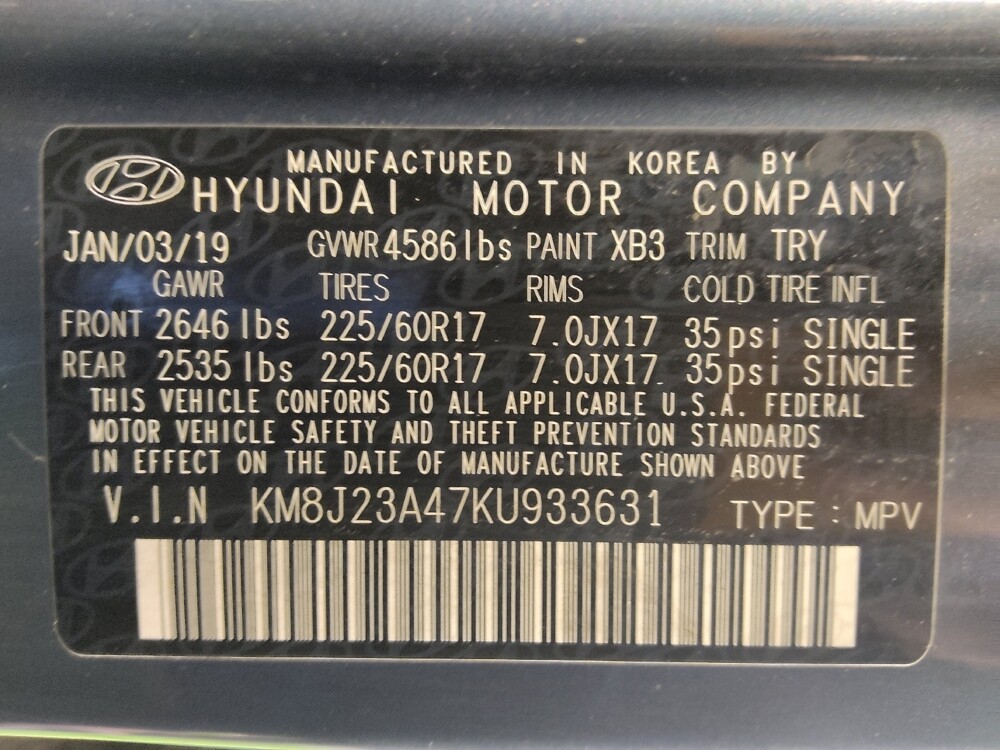 MANUFACTURED IN KOREA BY
HYUNDAI MOTOR COMPANY
JAN/03/19 GVWR 4586lbs PAINT XB3 TRIM TRY
GAWR TIRES RIMS COLD TIRE INFL
FRONT 2646 lbs 225/60R17 7.0JX17 35psi SINGLE
REAR 2535 lbs 225/60R17 7.0JX17 35psi SINGLE
THIS VEHICLE CONFORMS TO ALL APPLICABLE U.S.A. FEDERAL
MOTOR VEHICLE SAFETY AND THEFT PREVENTION STANDARDS
IN EFFECT ON THE DATE OF MANUFACTURE SHOWN ABOVE
V.I.N KM8J23A47KU933631 TYPE : MPV